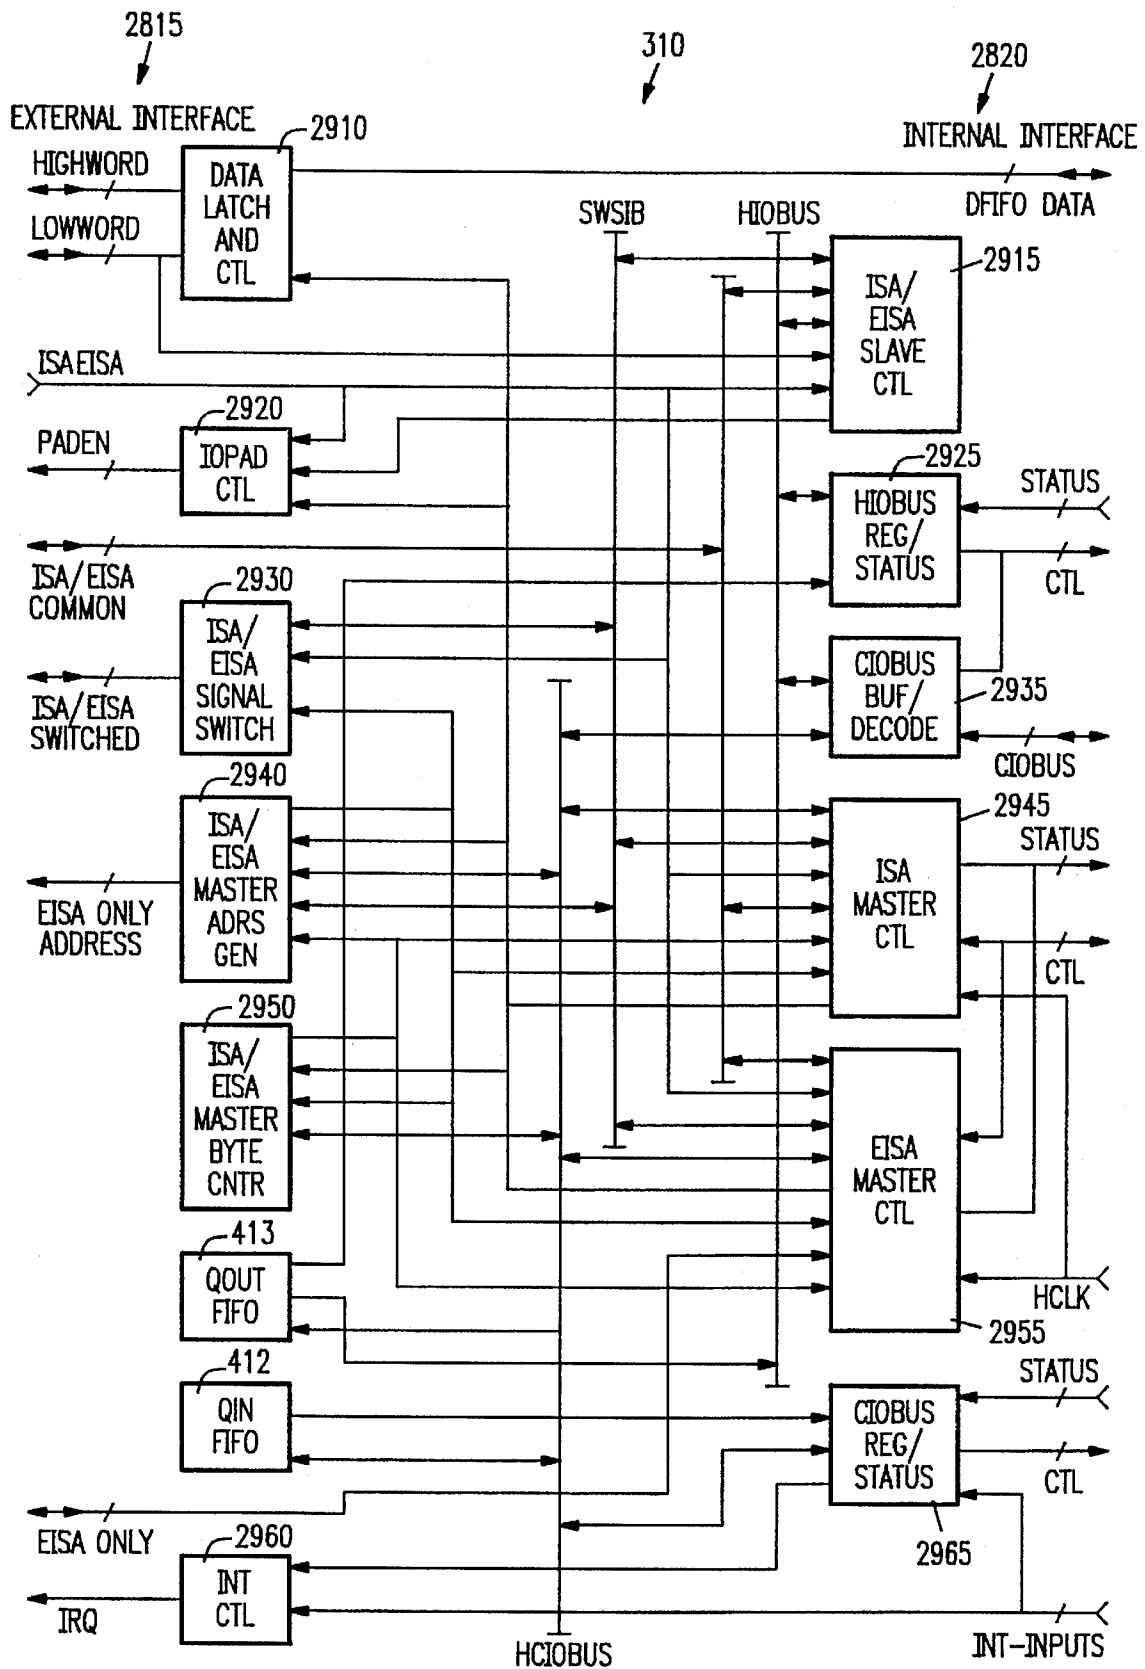 2815
310
2820
EXTERNAL INTERFACE
INTERNAL INTERFACE
2910
HIGHWORD
LOWWORD
DATA
LATCH
AND
CTL
DFIFO DATA
SWSIB
HIOBUS
2915
ISA/
EISA
SLAVE
CTL
ISAEISA
2920
PADEN
IOPAD
CTL
2925
HIOBUS
REG/
STATUS
STATUS
CTL
ISA/EISA
COMMON
2930
ISA/
EISA
SIGNAL
SWITCH
ISA/EISA
SWITCHED
CIOBUS
BUF/
DECODE
2935
CIOBUS
2940
ISA/
EISA
MASTER
ADRS
GEN
EISA ONLY
ADDRESS
2945
ISA
MASTER
CTL
STATUS
CTL
2950
ISA/
EISA
MASTER
BYTE
CNTR
EISA
MASTER
CTL
HCLK
2955
413
QOUT
FIFO
412
QIN
FIFO
STATUS
CIOBUS
REG/
STATUS
CTL
2965
EISA ONLY
2960
INT
CTL
IRQ
HCIOBUS
INT-INPUTS